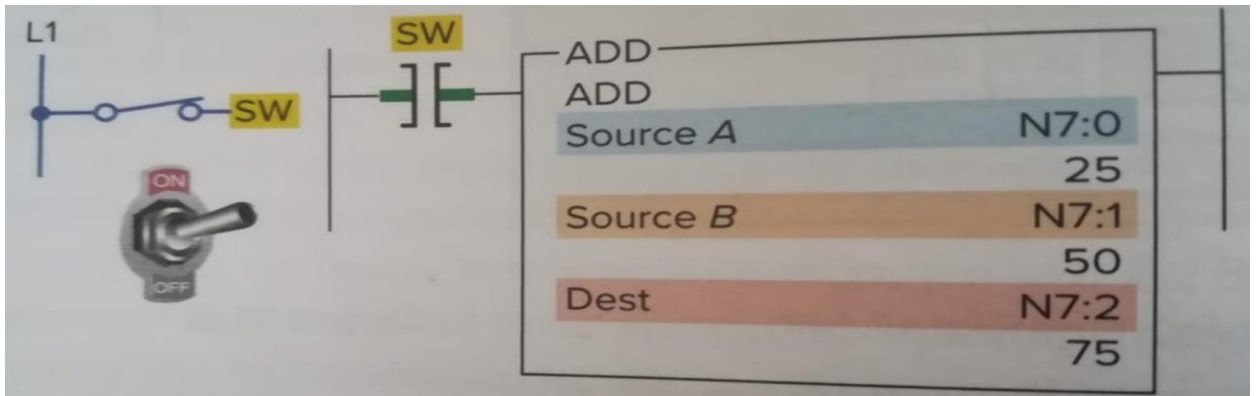 L1
SW
SW
ON
OFF
ADD
ADD
Source A N7:0
25
Source B N7:1
50
Dest N7:2
75